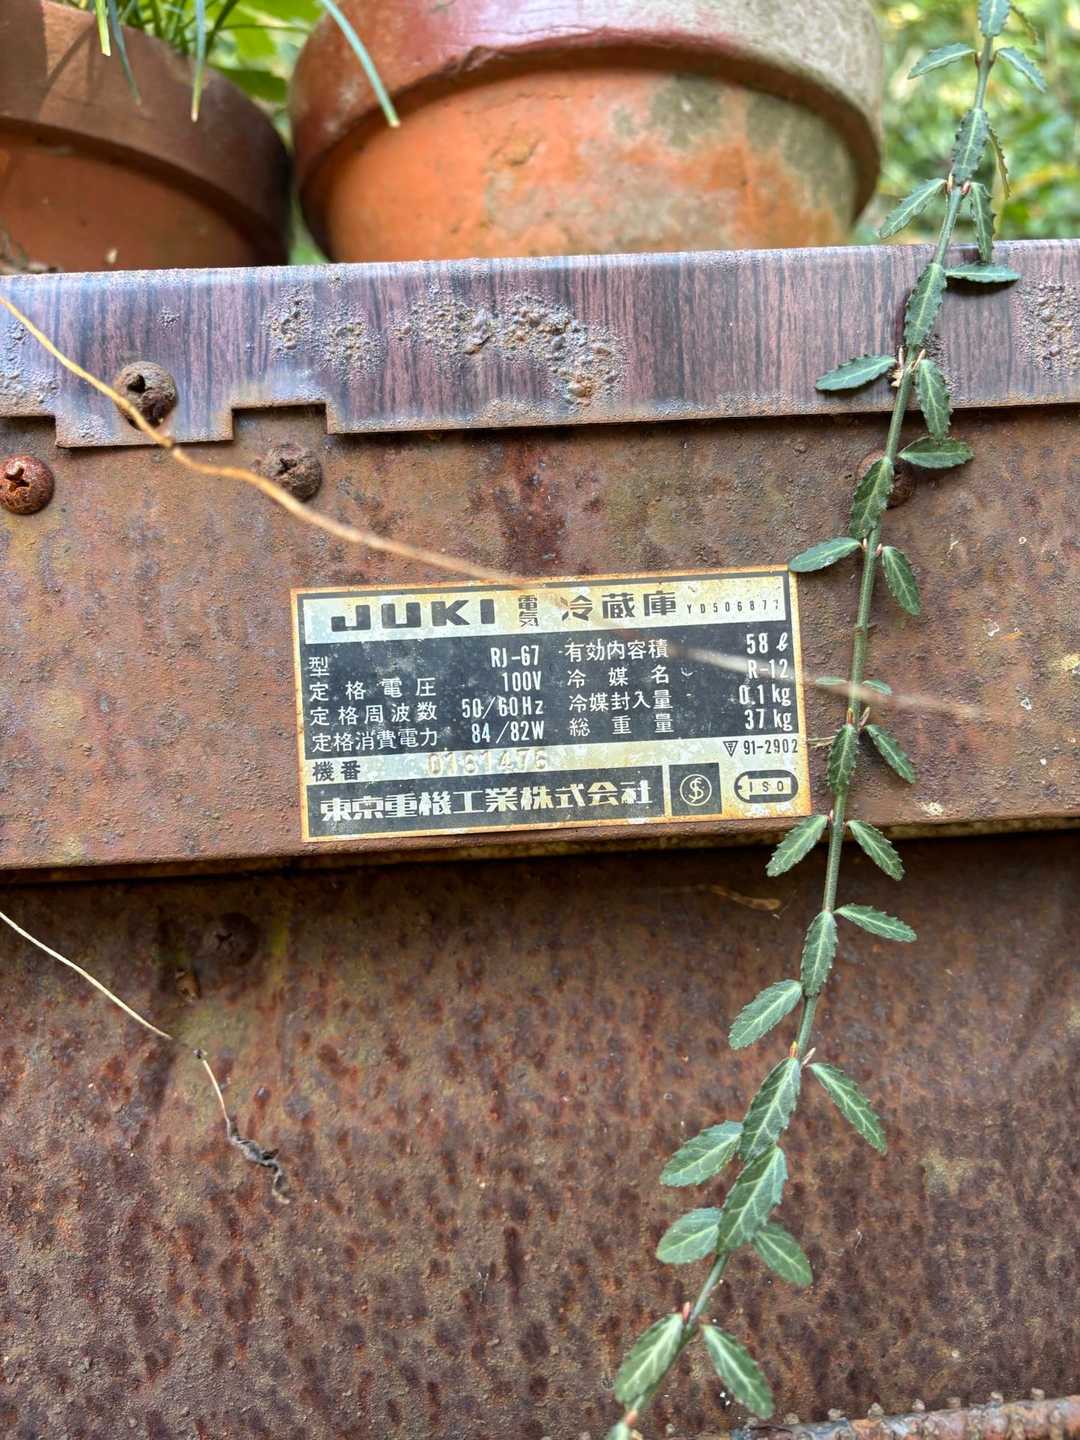 JUKI 電気 冷蔵庫 YD506877
型 RJ-67
定格電圧 100V
定格周波数 50/60Hz
定格消費電力 84/82W
有効内容積 58ℓ
冷媒名 R-12
冷媒封入量 0.1kg
総重量 37kg
機番 0161476
▽ 91-2902
東京重機工業株式会社
ISO